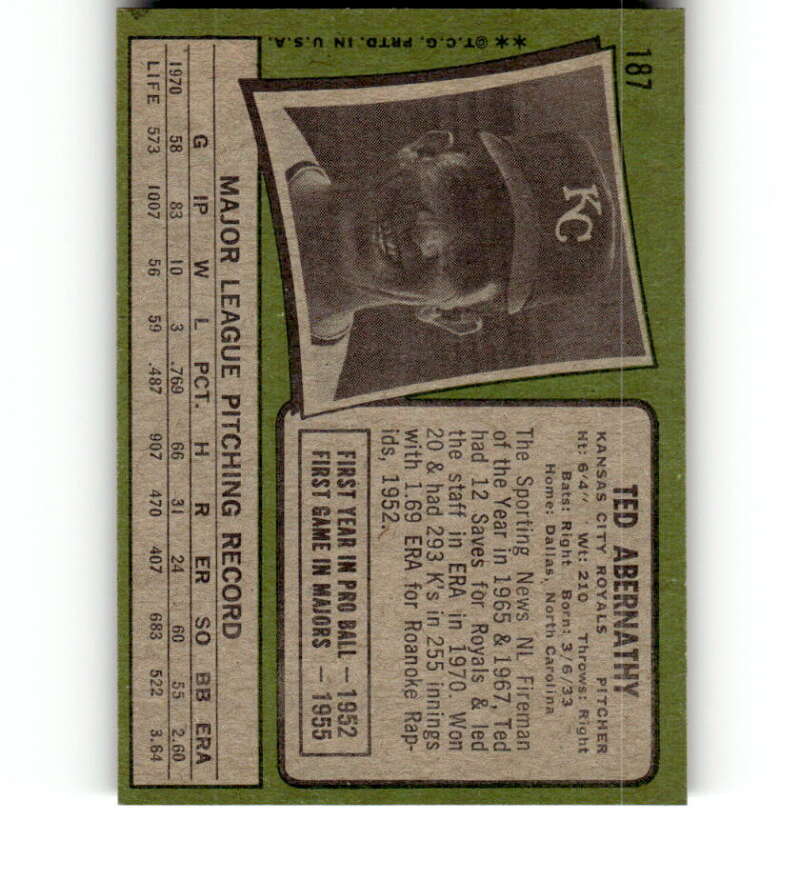 187
**©T.C.G. PRTD. IN U.S.A.
KC
TED ABERNATHY
KANSAS CITY ROYALS PITCHER
Ht: 6'4" Wt: 210 Throws: Right
Bats: Right Born: 3/6/33
Home: Dallas, North Carolina
The Sporting News NL Fireman
of the Year in 1965 & 1967, Ted
had 12 Saves for Royals & led
the staff in ERA in 1970. Won
20 & had 293 K's in 255 innings
with 1.69 ERA for Roanoke Rap-
ids, 1952.
FIRST YEAR IN PRO BALL — 1952
FIRST GAME IN MAJORS — 1955
MAJOR LEAGUE PITCHING RECORD
G IP W L PCT. H R ER SO BB ERA
1970 58 83 10 3 .769 66 31 24 60 55 2.60
LIFE 573 1007 56 59 .487 907 470 407 683 522 3.64